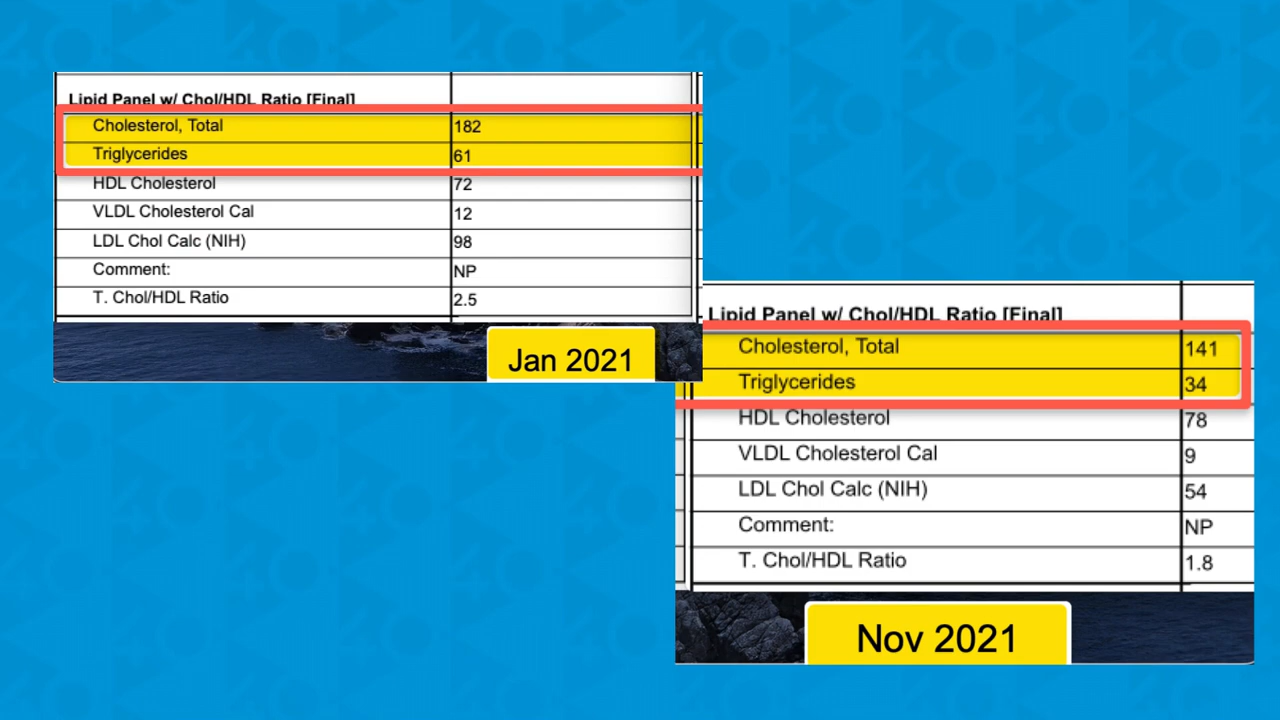 Lipid Panel w/ Chol/HDL Ratio [Final]
Cholesterol, Total 182
Triglycerides 61
HDL Cholesterol 72
VLDL Cholesterol Cal 12
LDL Chol Calc (NIH) 98
Comment: NP
T. Chol/HDL Ratio 2.5
Jan 2021
Lipid Panel w/ Chol/HDL Ratio [Final]
Cholesterol, Total 141
Triglycerides 34
HDL Cholesterol 78
VLDL Cholesterol Cal 9
LDL Chol Calc (NIH) 54
Comment: NP
T. Chol/HDL Ratio 1.8
Nov 2021